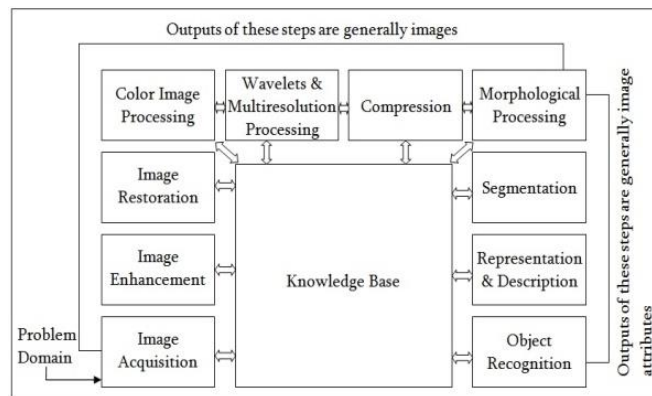 Outputs of these steps are generally images
Color Image
Processing
Wavelets &
Multiresolution
Processing
Compression
Morphological
Processing
Image
Restoration
Segmentation
Image
Enhancement
Knowledge Base
Representation
& Description
Problem
Domain
Image
Acquisition
Object
Recognition
Outputs of these steps are generally image
attributes